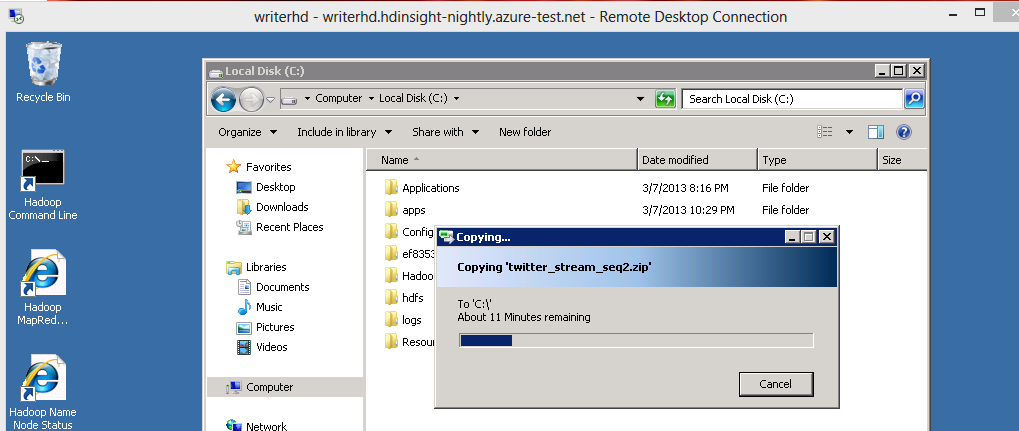 writerhd - writerhd.hdinsight-nightly.azure-test.net - Remote Desktop Connection
Recycle Bin
Hadoop
Command Line
Hadoop
MapRed...
Hadoop Name
Node Status
Local Disk (C:)
Computer Local Disk (C:)
Search Local Disk (C:)
Organize Include in library Share with New folder
Favorites
Desktop
Downloads
Recent Places
Libraries
Documents
Music
Pictures
Videos
Computer
Network
Name Date modified Type Size
Applications 3/7/2013 8:16 PM File folder
apps 3/7/2013 10:29 PM File folder
Config
ef8353
Hadoo
hdfs
logs
Resour
Copying...
Copying 'twitter_stream_seq2.zip'
To 'C:\'
About 11 Minutes remaining
Cancel